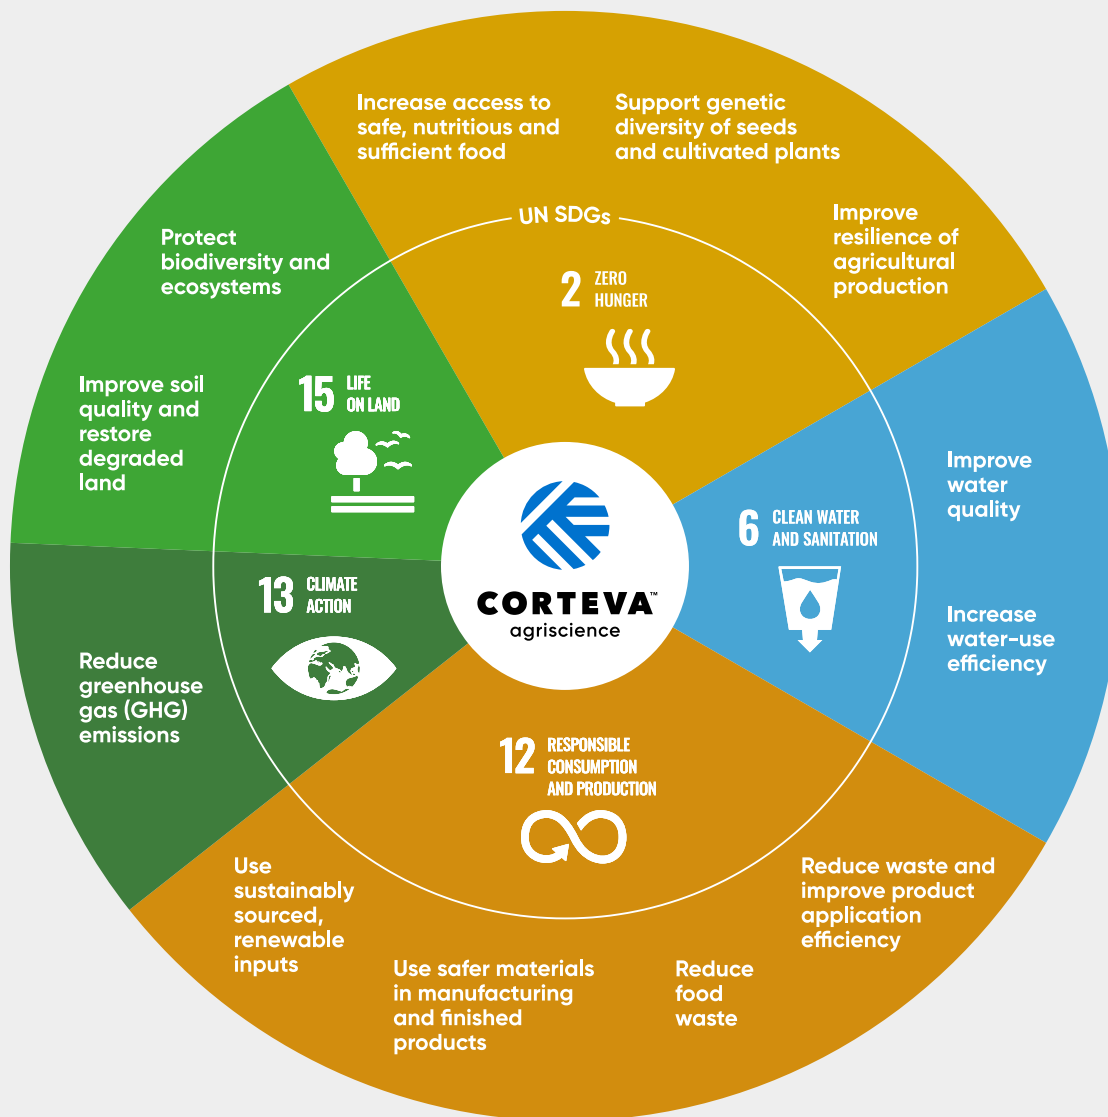 Increase access to
safe, nutritious and
sufficient food
Support genetic
diversity of seeds
and cultivated plants
Improve
resilience of
agricultural
production
UN SDGs
2 ZERO
HUNGER
Protect
biodiversity and
ecosystems
Improve soil
quality and
restore
degraded
land
15 LIFE
ON LAND
6 CLEAN WATER
AND SANITATION
Improve
water
quality
Increase
water-use
efficiency
CORTEVA™
agriscience
13 CLIMATE
ACTION
Reduce
greenhouse
gas (GHG)
emissions
12 RESPONSIBLE
CONSUMPTION
AND PRODUCTION
Use
sustainably
sourced,
renewable
inputs
Use safer materials
in manufacturing
and finished
products
Reduce
food
waste
Reduce waste and
improve product
application
efficiency